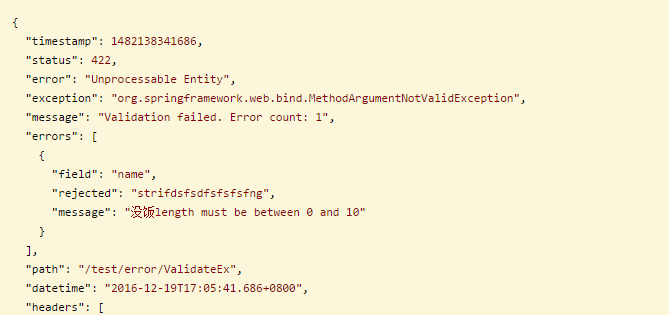 {
"timestamp": 1482138341686,
"status": 422,
"error": "Unprocessable Entity",
"exception": "org.springframework.web.bind.MethodArgumentNotValidException",
"message": "Validation failed. Error count: 1",
"errors": [
{
"field": "name",
"rejected": "strifdsfsdfsfsfsfng",
"message": "没饭length must be between 0 and 10"
}
],
"path": "/test/error/ValidateEx",
"datetime": "2016-12-19T17:05:41.686+0800",
"headers": [